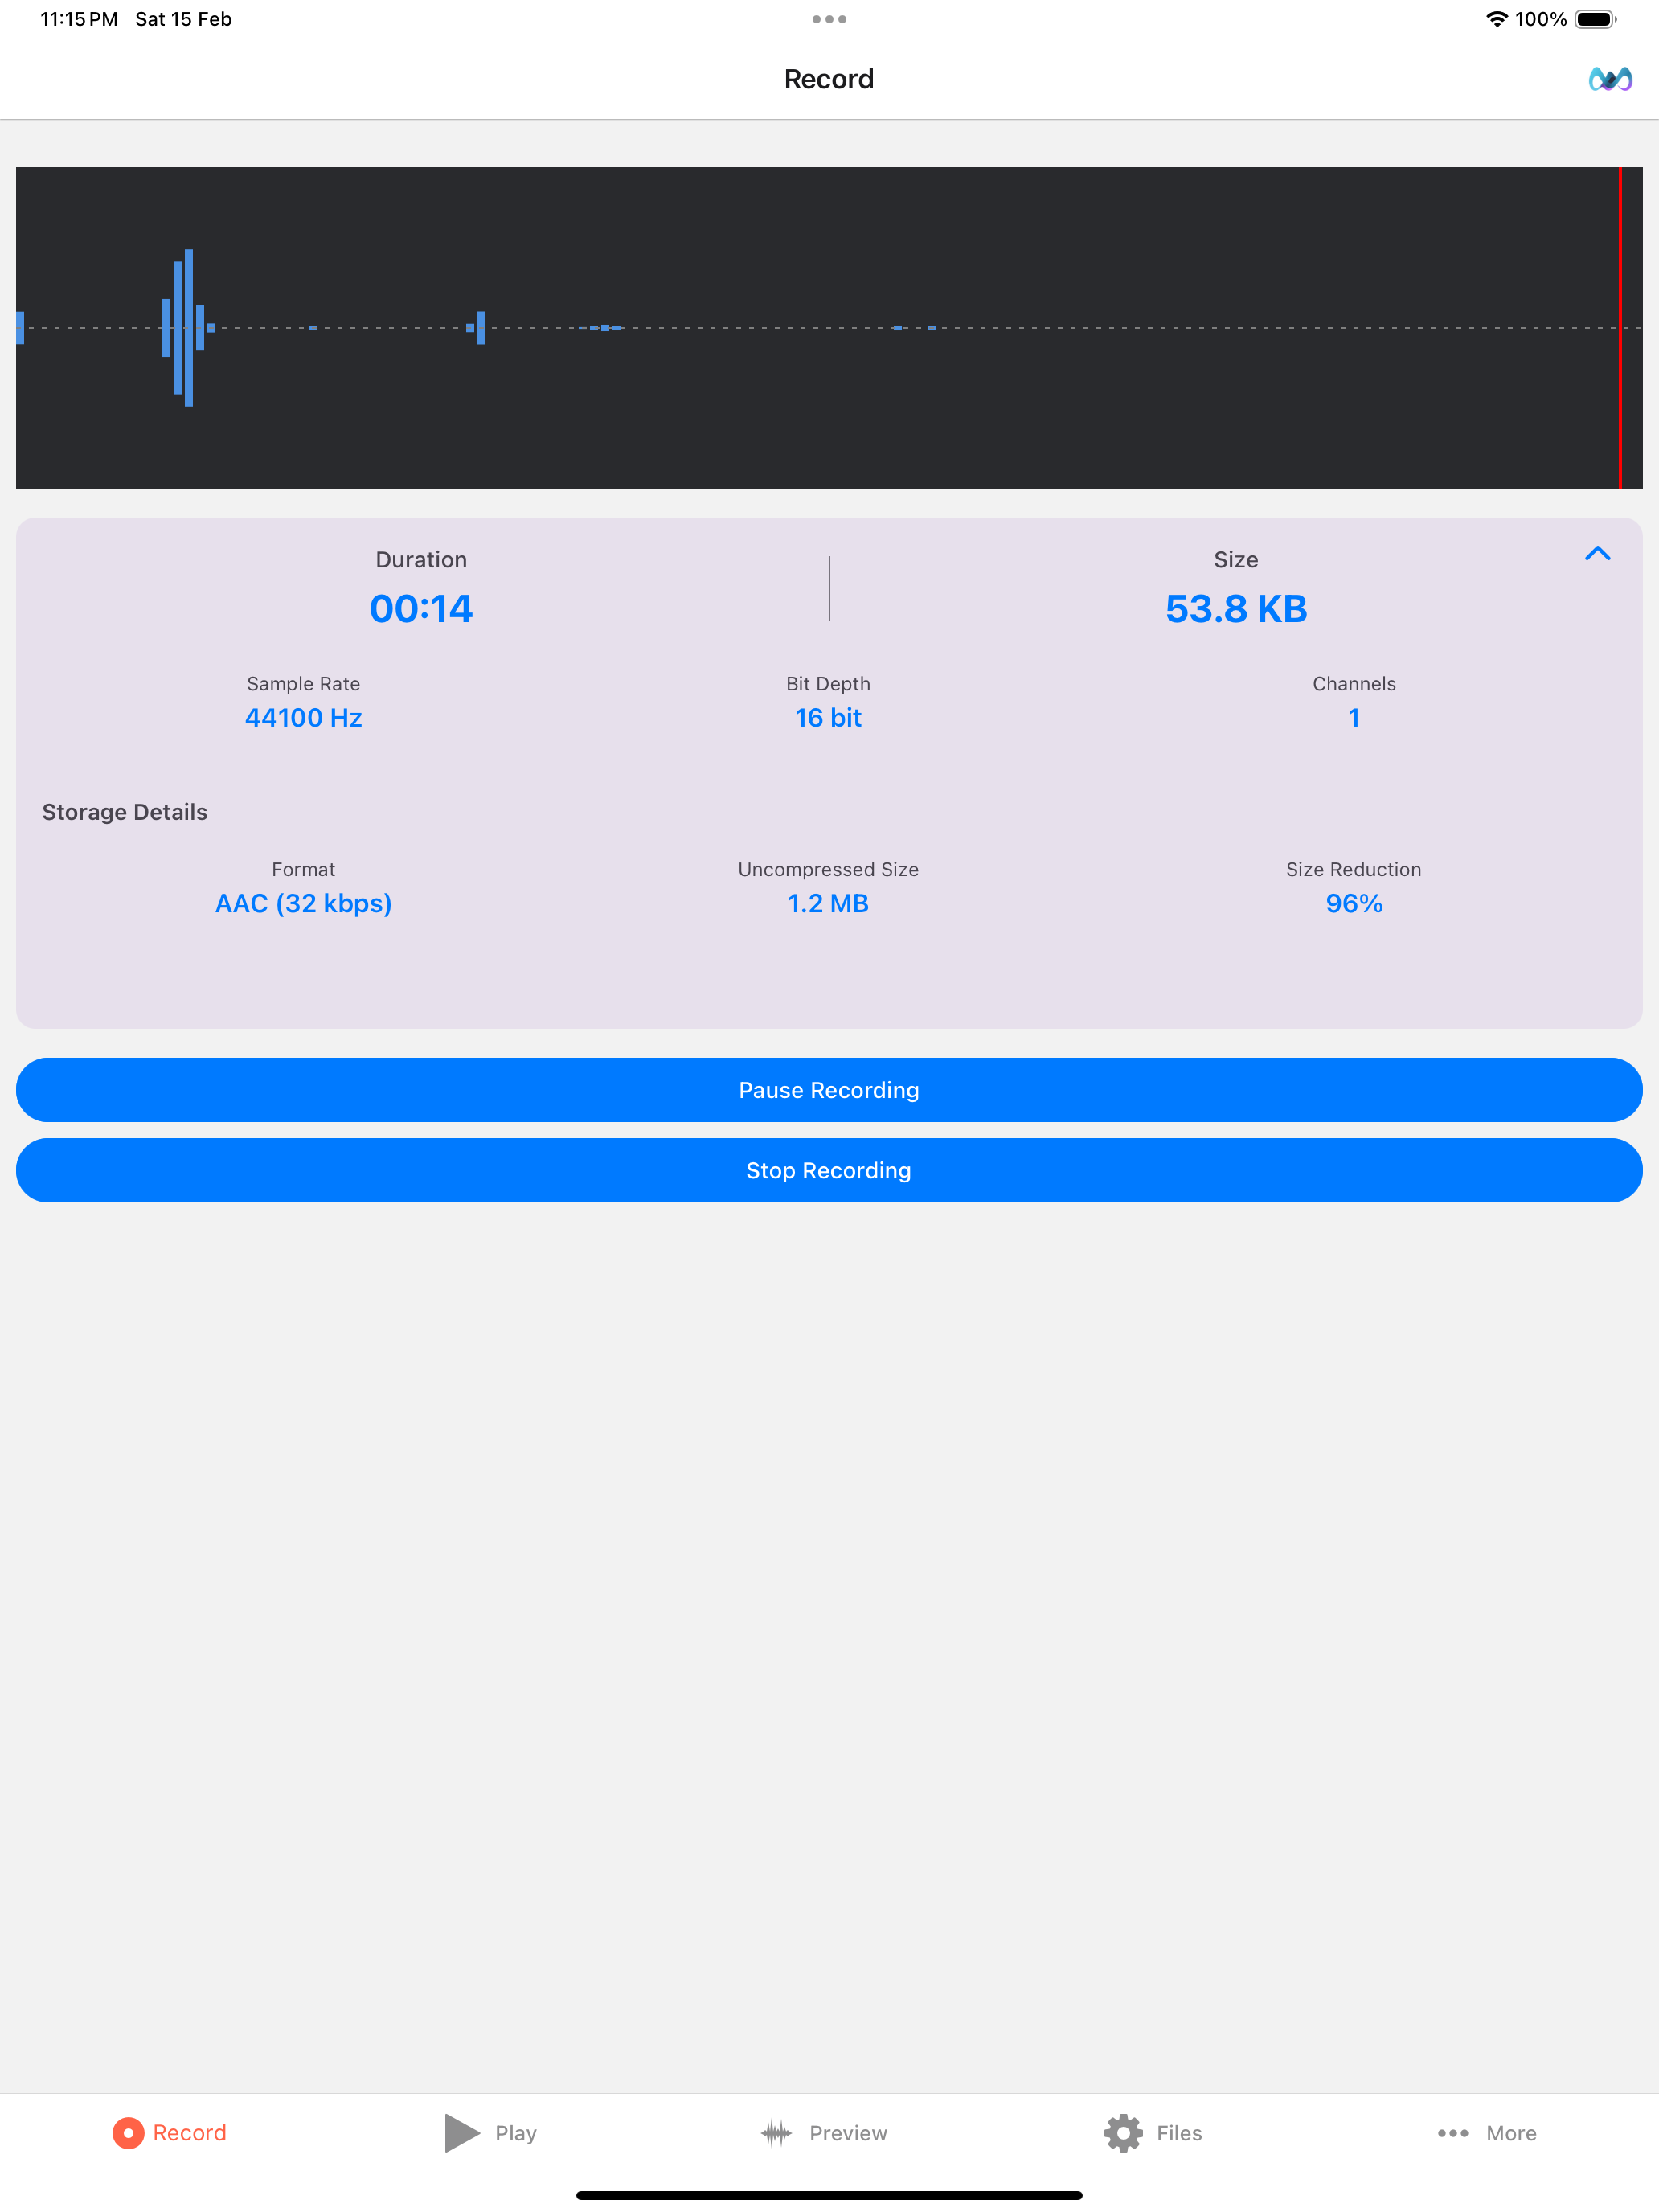 11:15 PM Sat 15 Feb 100%
Record
Duration Size
00:14 53.8 KB
Sample Rate Bit Depth Channels
44100 Hz 16 bit 1
Storage Details
Format Uncompressed Size Size Reduction
AAC (32 kbps) 1.2 MB 96%
Pause Recording
Stop Recording
Record Play Preview Files More